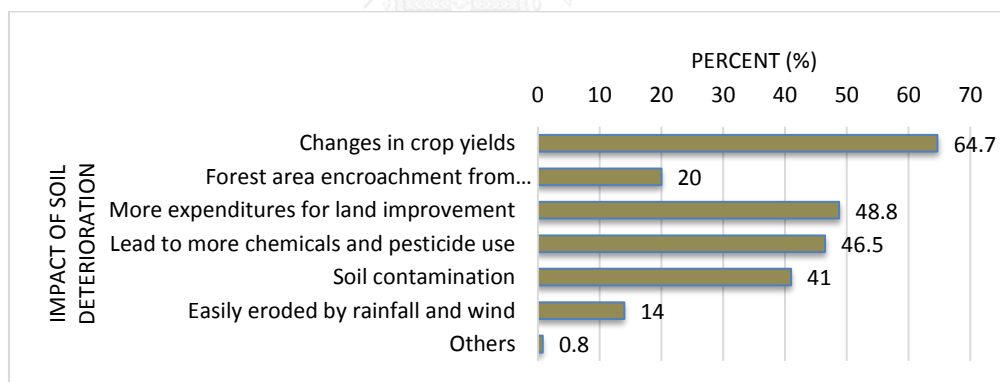 PERCENT (%)
0 10 20 30 40 50 60 70
IMPACT OF SOIL
DETERIORATION
Changes in crop yields 64.7
Forest area encroachment from... 20
More expenditures for land improvement 48.8
Lead to more chemicals and pesticide use 46.5
Soil contamination 41
Easily eroded by rainfall and wind 14
Others 0.8